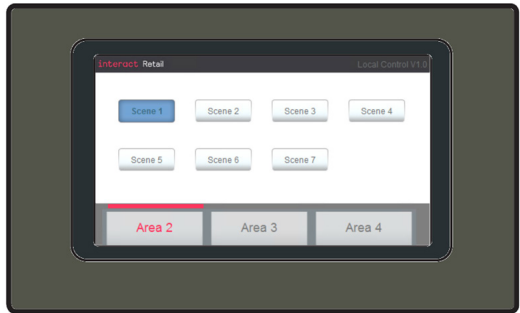 interact Retail Local Control V1.0
Scene 1 Scene 2 Scene 3 Scene 4
Scene 5 Scene 6 Scene 7
Area 2 Area 3 Area 4